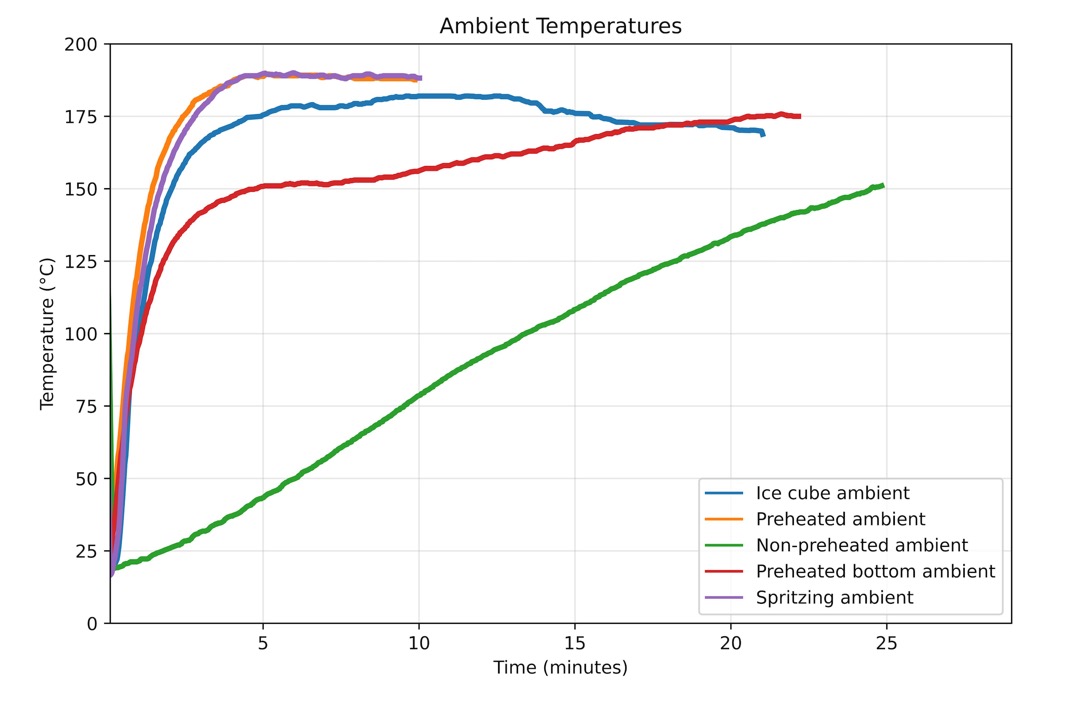 Ambient Temperatures
200
175
150
125
100
75
50
25
0
Temperature (°C)
5 10 15 20 25
Time (minutes)
Ice cube ambient
Preheated ambient
Non-preheated ambient
Preheated bottom ambient
Spritzing ambient